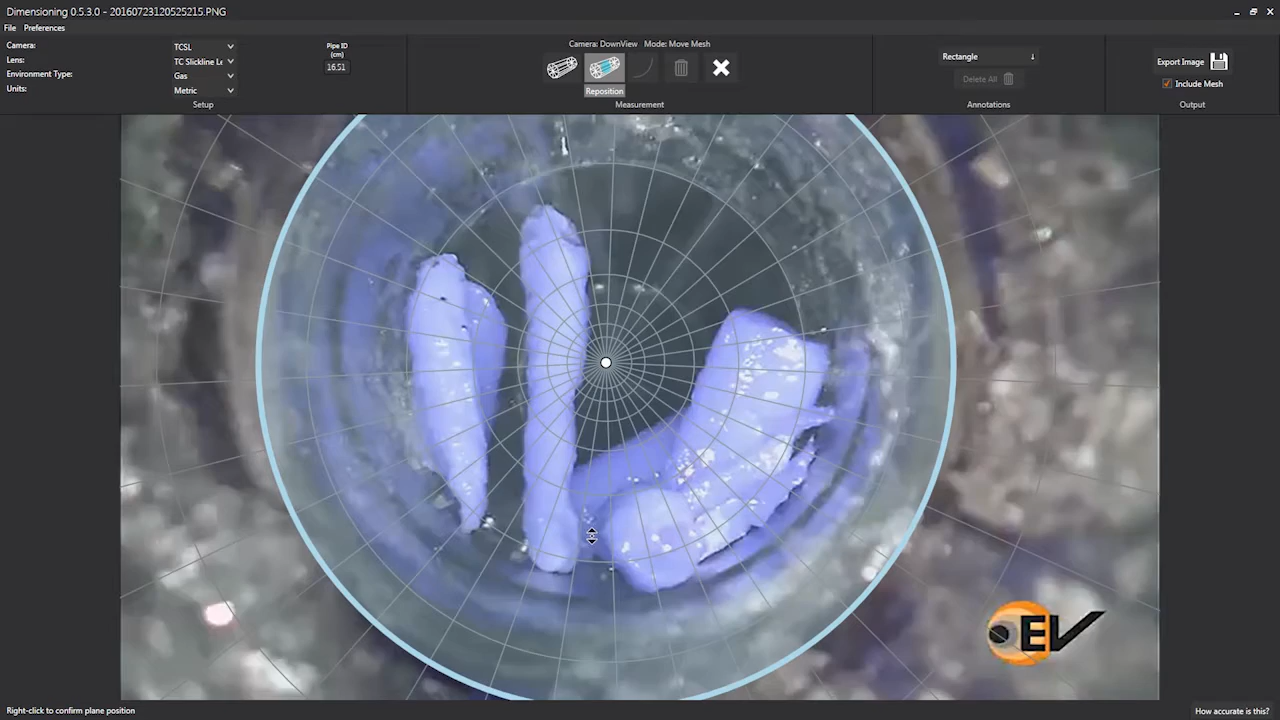 Dimensioning 0.5.3.0 - 20160723120525215.PNG
File Preferences
Camera: TCSL
Lens: TC Slickline Le
Environment Type: Gas
Units: Metric
Setup
Pipe ID
(cm)
16.51
Camera: DownView Mode: Move Mesh
Reposition
Measurement
Rectangle
Delete All
Annotations
Export Image
Include Mesh
Output
EV
Right-click to confirm plane position
How accurate is this?